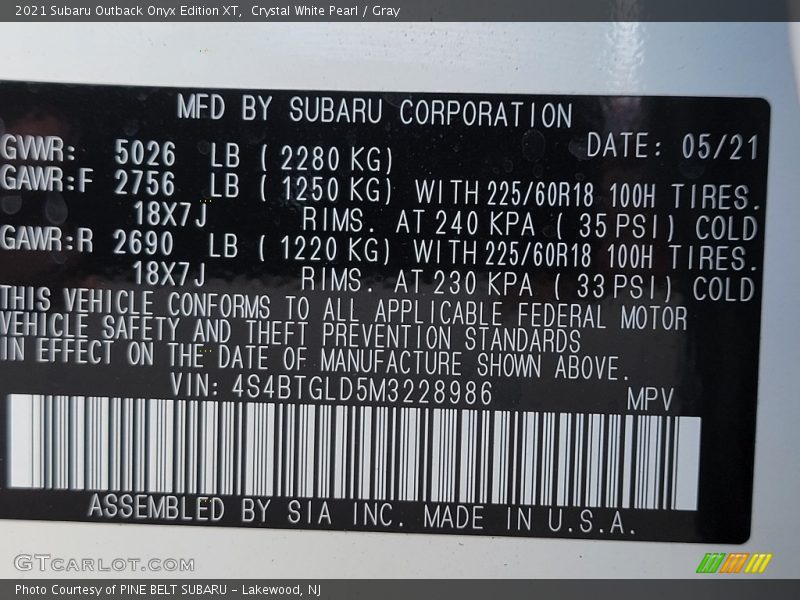 2021 Subaru Outback Onyx Edition XT,  Crystal White Pearl / Gray
MFD BY SUBARU CORPORATION
DATE: 05/21
GVWR: 5026 LB ( 2280 KG)
GAWR:F 2756 LB ( 1250 KG) WITH 225/60R18 100H TIRES.
18X7J RIMS. AT 240 KPA ( 35 PSI) COLD
GAWR:R 2690 LB ( 1220 KG) WITH 225/60R18 100H TIRES.
18X7J RIMS. AT 230 KPA ( 33 PSI) COLD
THIS VEHICLE CONFORMS TO ALL APPLICABLE FEDERAL MOTOR
VEHICLE SAFETY AND THEFT PREVENTION STANDARDS
IN EFFECT ON THE DATE OF MANUFACTURE SHOWN ABOVE.
VIN: 4S4BTGLD5M3228986 MPV
ASSEMBLED BY SIA INC. MADE IN U.S.A.
GTCARLOT.COM
Photo Courtesy of PINE BELT SUBARU - Lakewood, NJ